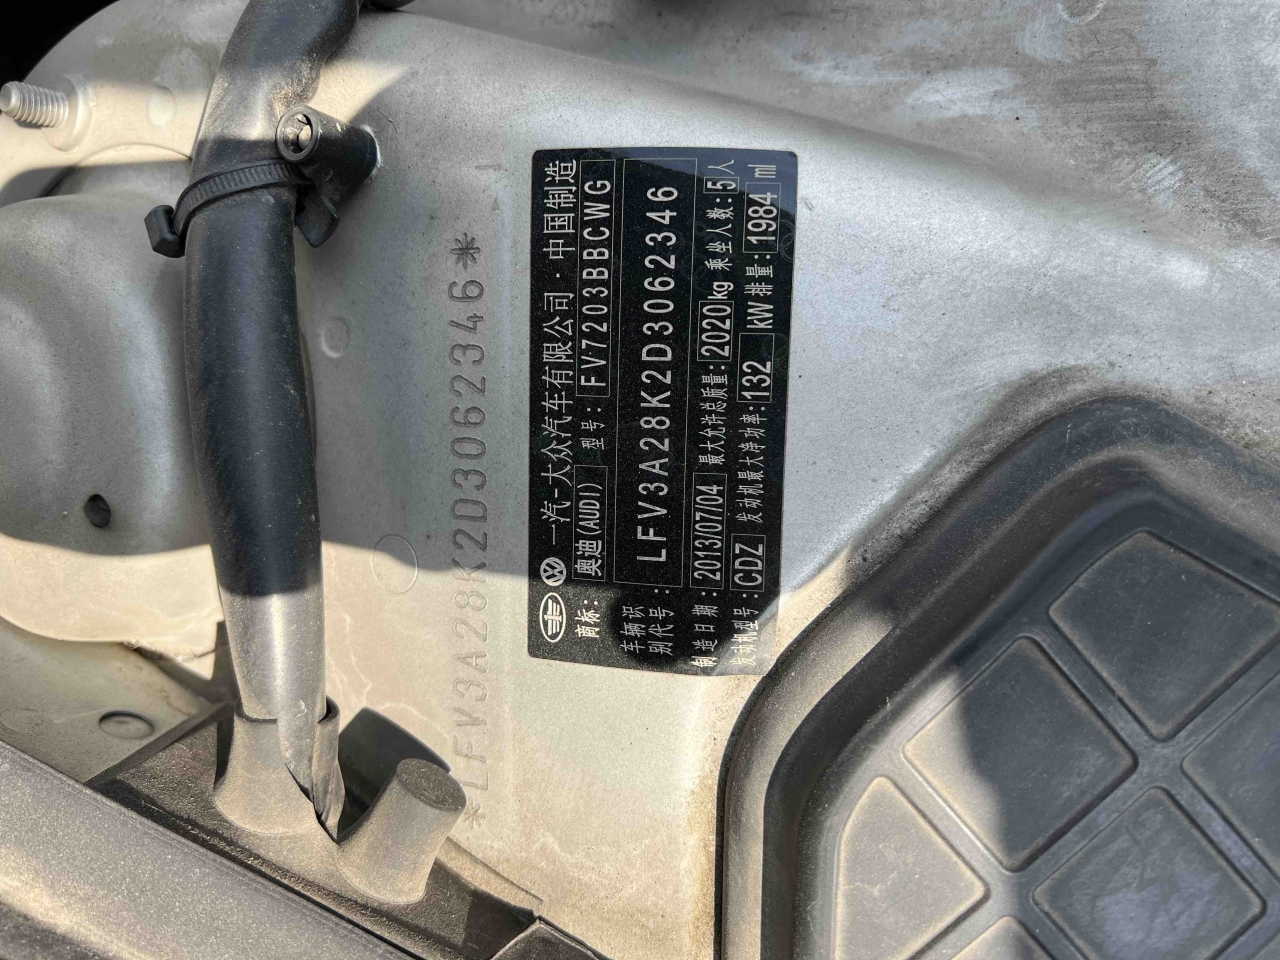 *LFV3A28K2D3062346*
一汽-大众汽车有限公司·中国制造
商标:奥迪(AUDI) 型号:FV7203BBCWG
车辆识别代号:LFV3A28K2D3062346
制造日期:2013/07/04 最大允许总质量:2020kg 乘坐人数:5人
发动机型号:CDZ 发动机最大净功率:132 kW 排量:1984 ml